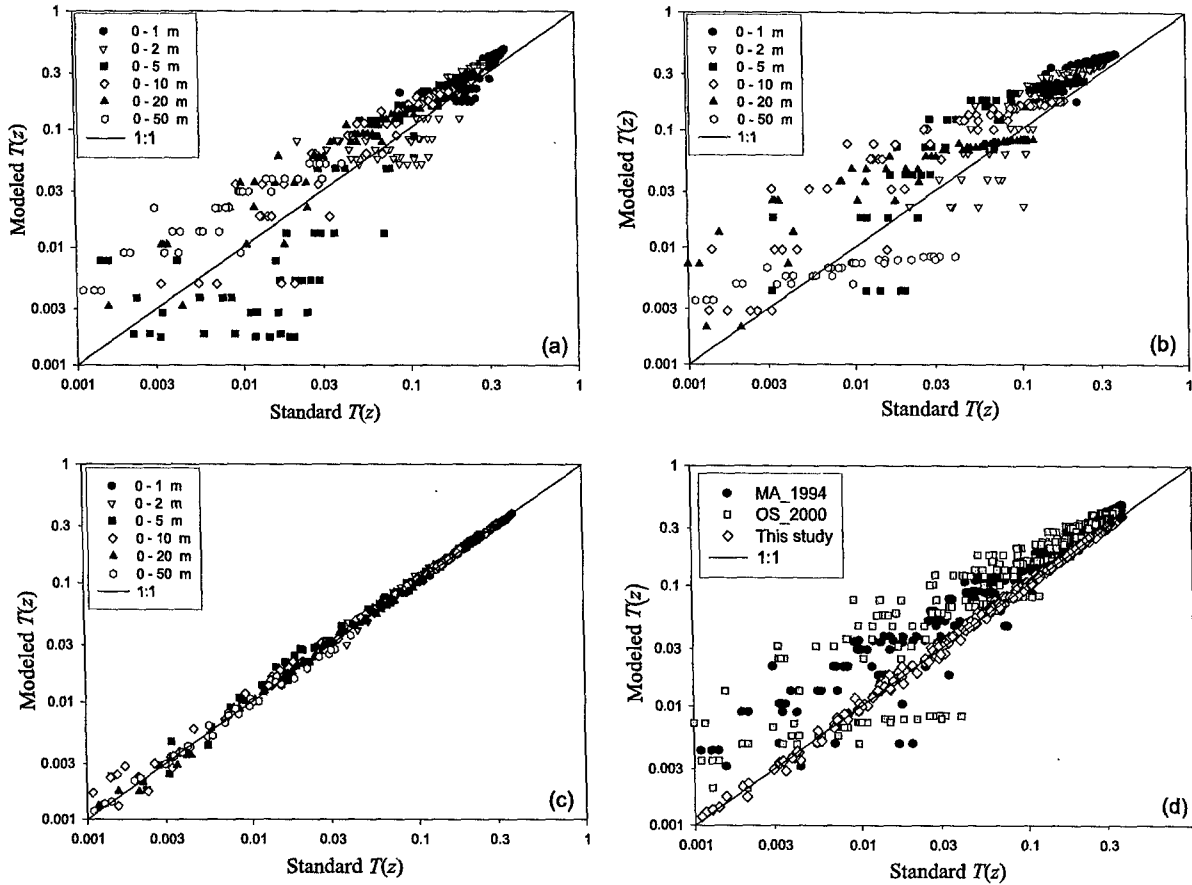 0 - 1 m
0 - 2 m
0 - 5 m
0 - 10 m
0 - 20 m
0 - 50 m
1:1
1
0.3
0.1
0.03
0.01
0.003
0.001
Modeled T(z)
(a)
0.001
0.003
0.01
0.03
0.1
0.3
1
Standard T(z)
0 - 1 m
0 - 2 m
0 - 5 m
0 - 10 m
0 - 20 m
0 - 50 m
1:1
1
0.3
0.1
0.03
0.01
0.003
0.001
Modeled T(z)
(b)
0.001
0.003
0.01
0.03
0.1
0.3
1
Standard T(z)
0 - 1 m
0 - 2 m
0 - 5 m
0 - 10 m
0 - 20 m
0 - 50 m
1:1
1
0.3
0.1
0.03
0.01
0.003
0.001
Modeled T(z)
(c)
0.001
0.003
0.01
0.03
0.1
0.3
1
Standard T(z)
MA_1994
OS_2000
This study
1:1
1
0.3
0.1
0.03
0.01
0.003
0.001
Modeled T(z)
(d)
0.001
0.003
0.01
0.03
0.1
0.3
1
Standard T(z)